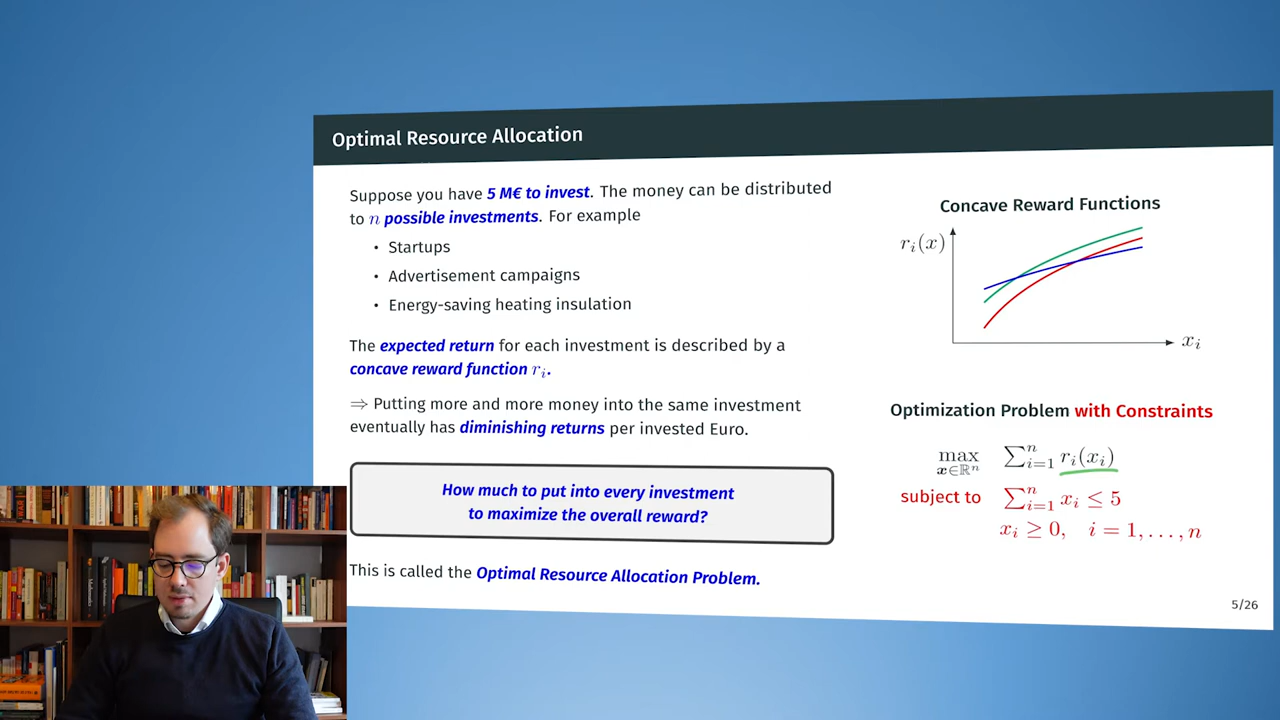 Optimal Resource Allocation
Suppose you have 5 M€ to invest. The money can be distributed
to n possible investments. For example
• Startups
• Advertisement campaigns
• Energy-saving heating insulation
The expected return for each investment is described by a
concave reward function r_i.
⇒ Putting more and more money into the same investment
eventually has diminishing returns per invested Euro.
How much to put into every investment
to maximize the overall reward?
This is called the Optimal Resource Allocation Problem.
Concave Reward Functions
r_i(x)
x_i
Optimization Problem with Constraints
max_{x∈ℝ^n} ∑_{i=1}^n r_i(x_i)
subject to ∑_{i=1}^n x_i ≤ 5
x_i ≥ 0, i = 1, . . . , n
5/26